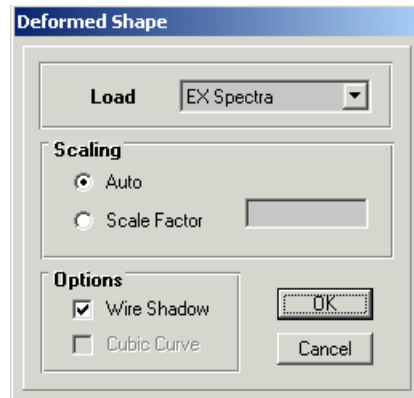 Deformed Shape
Load EX Spectra
Scaling
Auto
Scale Factor
Options
Wire Shadow
Cubic Curve
OK
Cancel